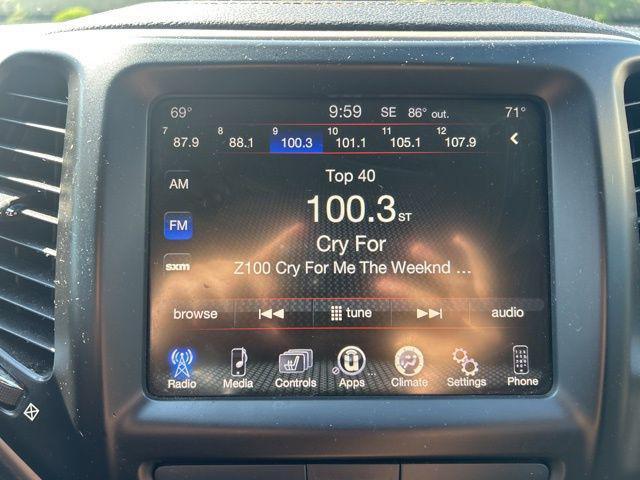 69° 9:59 SE 86° out. 71°
7 87.9 8 88.1 9 100.3 10 101.1 11 105.1 12 107.9
AM
Top 40
FM
100.3 ST
Cry For
sxm
Z100 Cry For Me The Weeknd ...
browse tune audio
Radio Media Controls Apps ... Climate Settings Phone